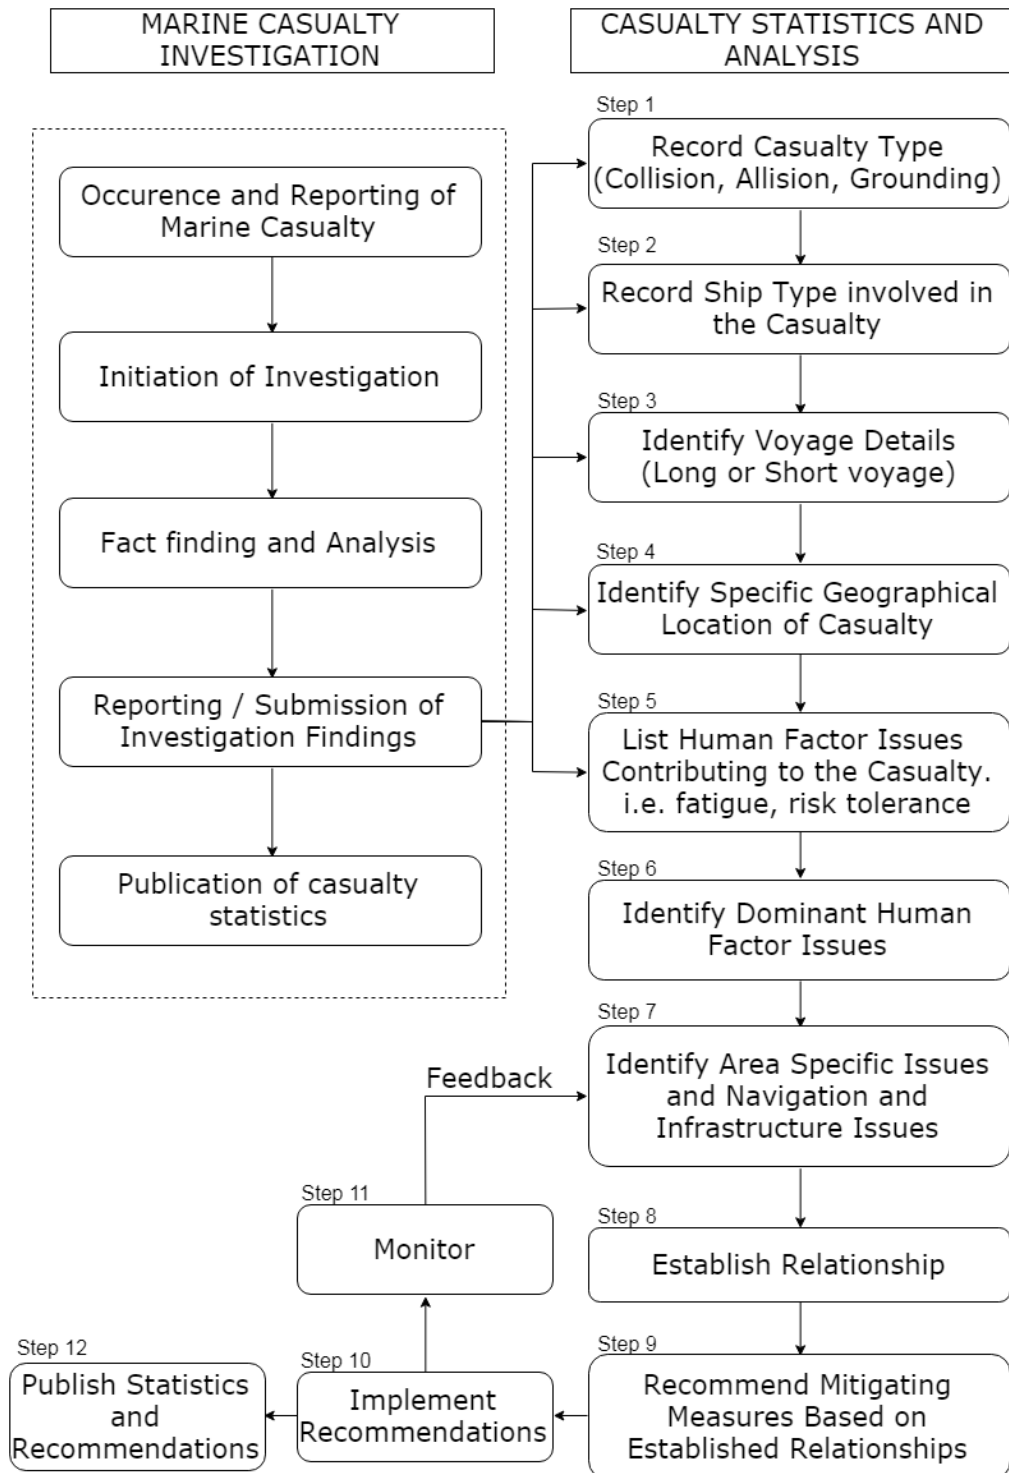 MARINE CASUALTY
INVESTIGATION
Occurence and Reporting of
Marine Casualty
Initiation of Investigation
Fact finding and Analysis
Reporting / Submission of
Investigation Findings
Publication of casualty
statistics
CASUALTY STATISTICS AND
ANALYSIS
Step 1
Record Casualty Type
(Collision, Allision, Grounding)
Step 2
Record Ship Type involved in
the Casualty
Step 3
Identify Voyage Details
(Long or Short voyage)
Step 4
Identify Specific Geographical
Location of Casualty
Step 5
List Human Factor Issues
Contributing to the Casualty.
i.e. fatigue, risk tolerance
Step 6
Identify Dominant Human
Factor Issues
Step 7
Identify Area Specific Issues
and Navigation and
Infrastructure Issues
Step 8
Establish Relationship
Step 9
Recommend Mitigating
Measures Based on
Established Relationships
Step 10
Implement
Recommendations
Step 11
Monitor
Feedback
Step 12
Publish Statistics
and
Recommendations